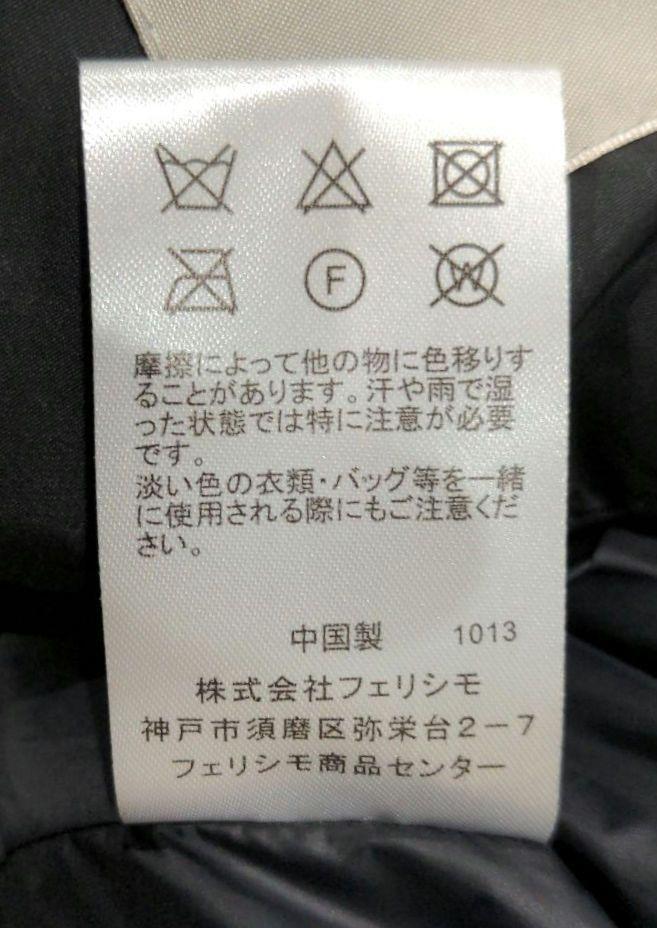 F W
摩擦によって他の物に色移りす
ることがあります。汗や雨で湿
った状態では特に注意が必要
です。
淡い色の衣類・バッグ等を一緒
に使用される際にもご注意くだ
さい。
中国製 1013
株式会社フェリシモ
神戸市須磨区弥栄台2-7
フェリシモ商品センター